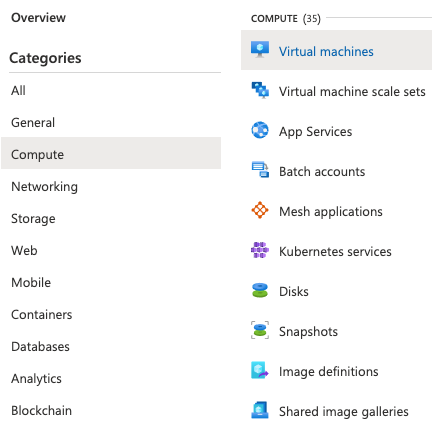 Overview
Categories
All
General
Compute
Networking
Storage
Web
Mobile
Containers
Databases
Analytics
Blockchain
COMPUTE (35)
Virtual machines
Virtual machine scale sets
App Services
Batch accounts
Mesh applications
Kubernetes services
Disks
Snapshots
Image definitions
Shared image galleries